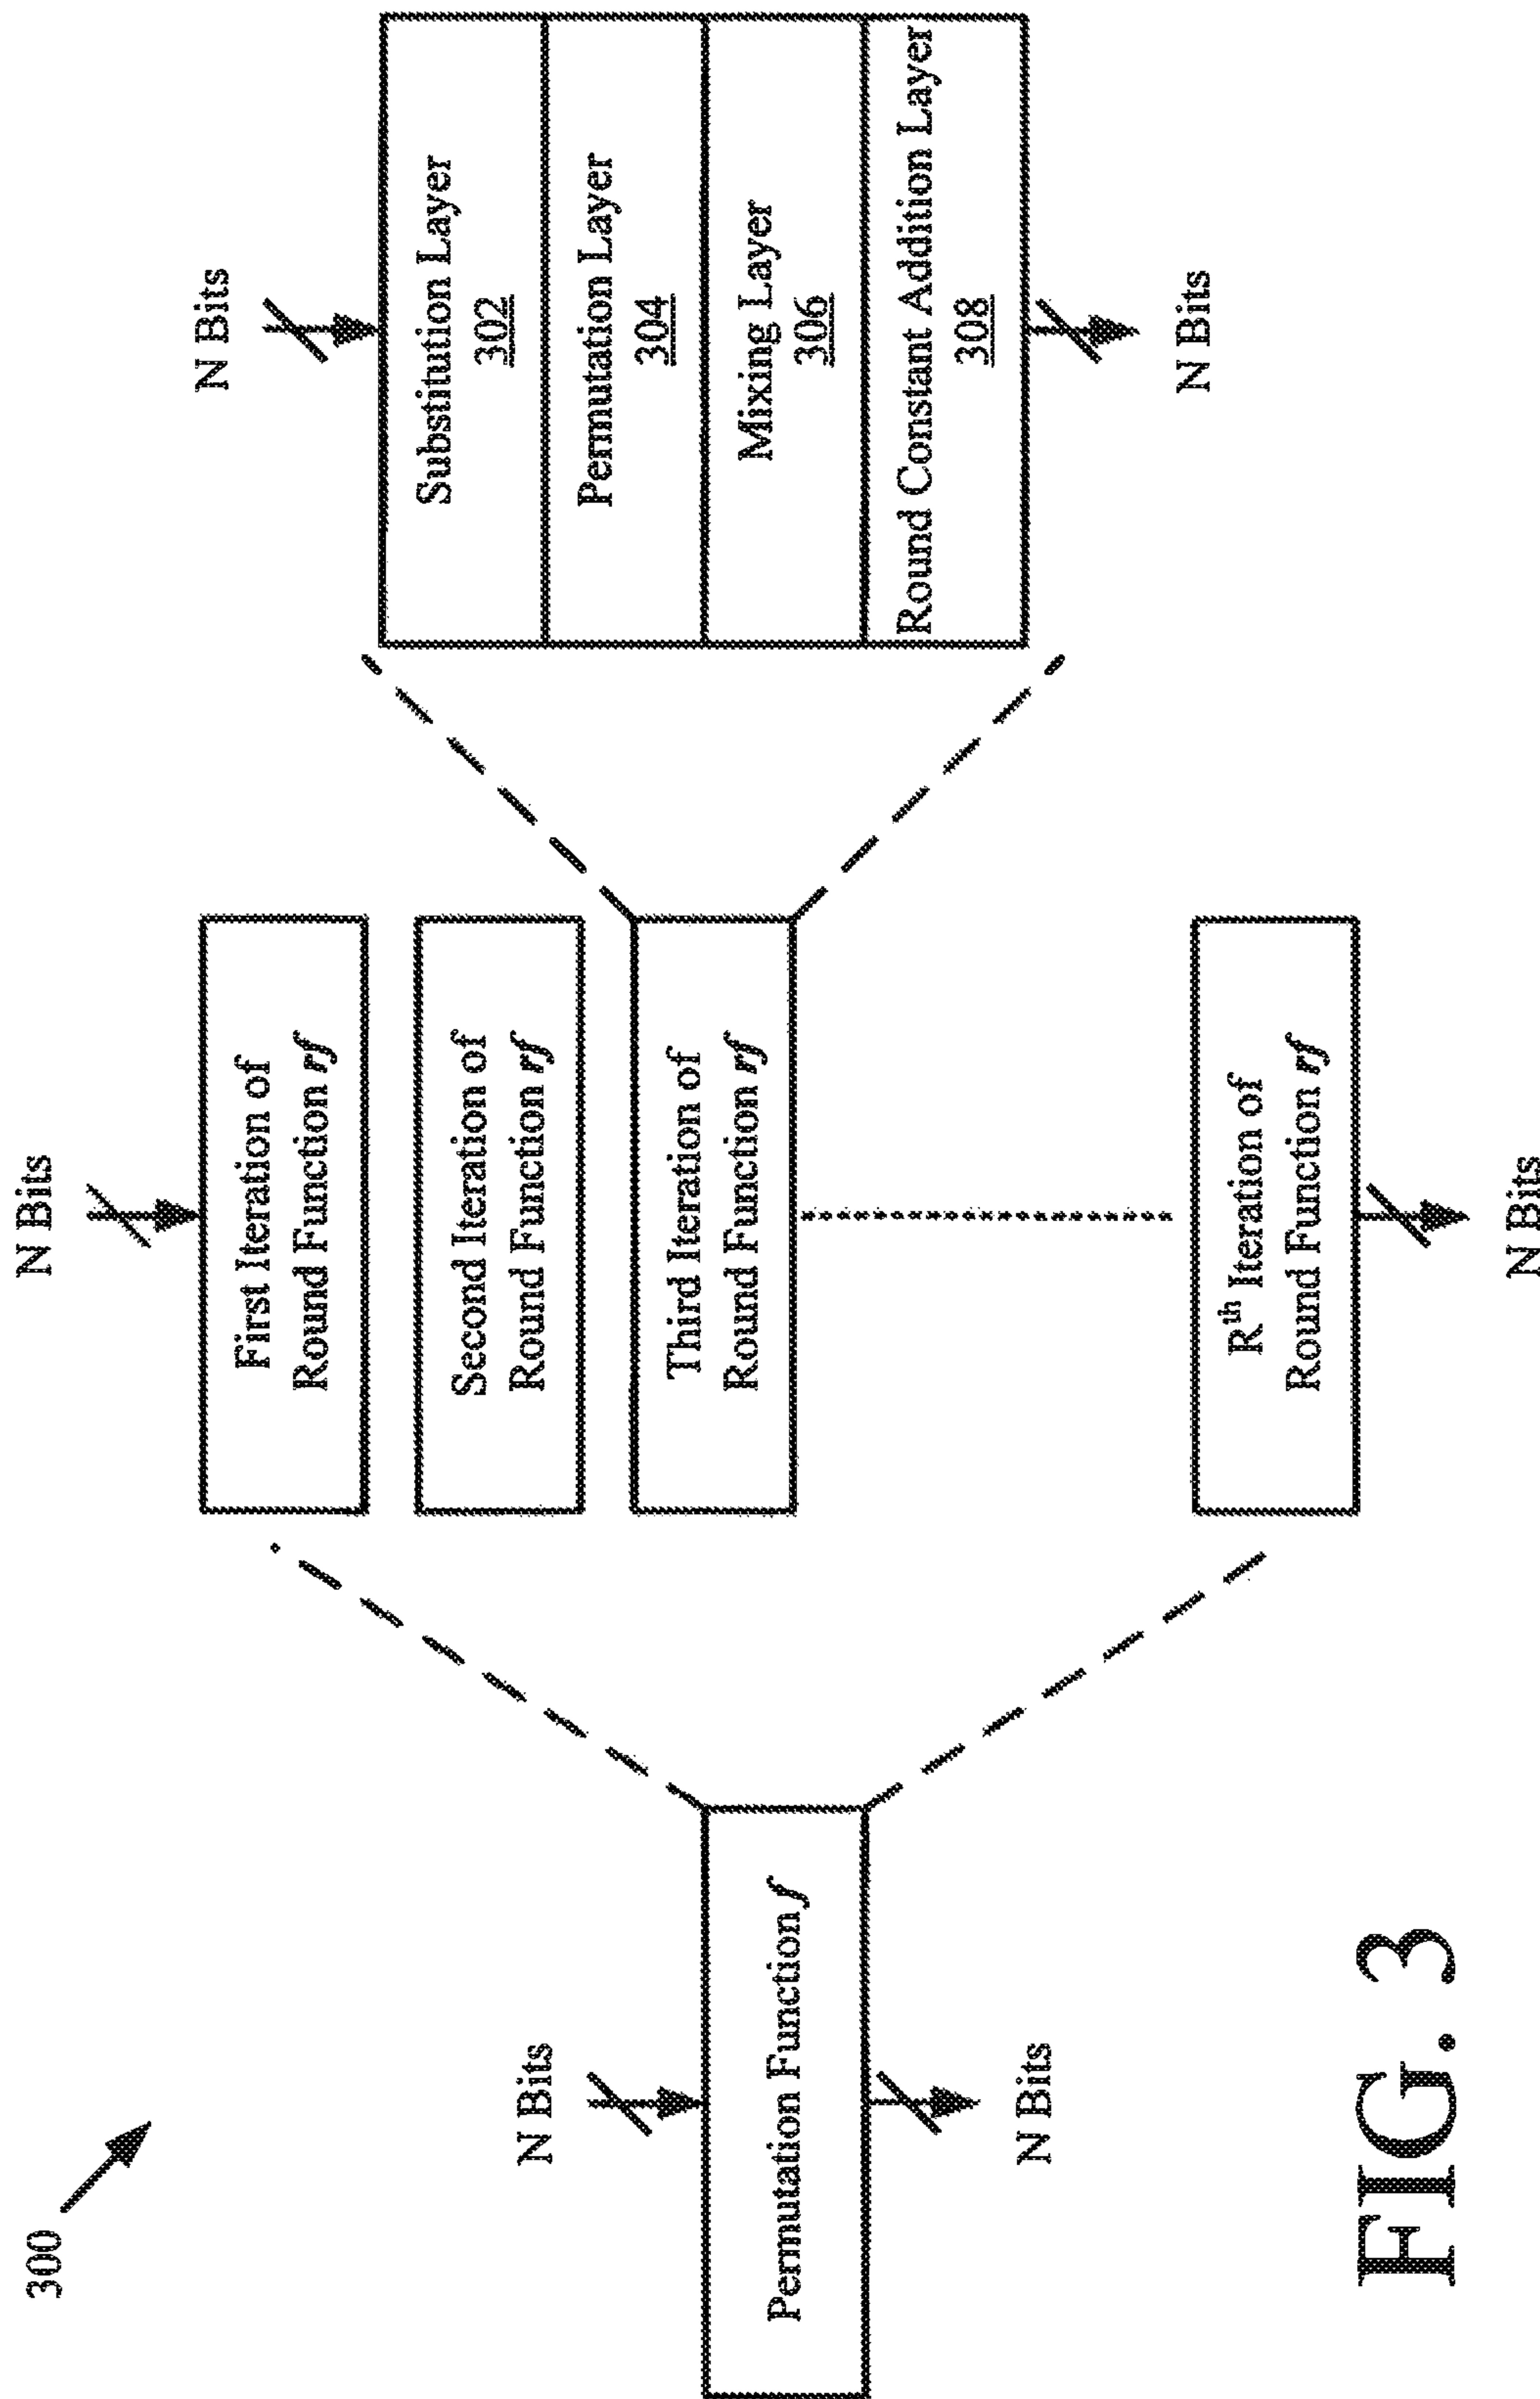 300
N Bits
Permutation Function f
N Bits
N Bits
First Iteration of
Round Function rf
Second Iteration of
Round Function rf
Third Iteration of
Round Function rf
Rth Iteration of
Round Function rf
N Bits
N Bits
Substitution Layer
302
Permutation Layer
304
Mixing Layer
306
Round Constant Addition Layer
308
N Bits
FIG. 3